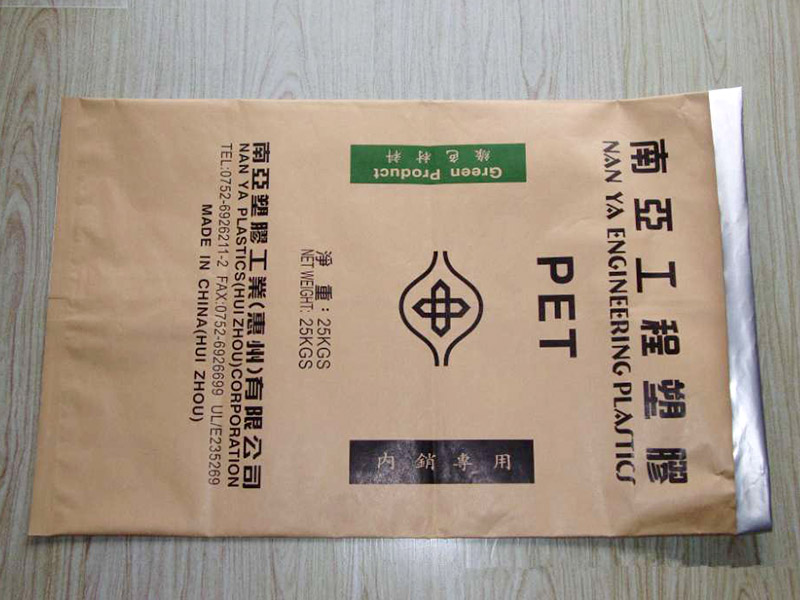 南亞工程塑膠
NAN YA ENGINEERING PLASTICS
PET
Green Product
綠色材料
內銷專用
淨重：25KGS
NET WEIGHT: 25KGS
南亞塑膠工業(惠州)有限公司
NAN YA PLASTICS(HUI ZHOU)CORPORATION
TEL:0752-6926211-2 FAX:0752-6926699 UL/E235269
MADE IN CHINA(HUI ZHOU)